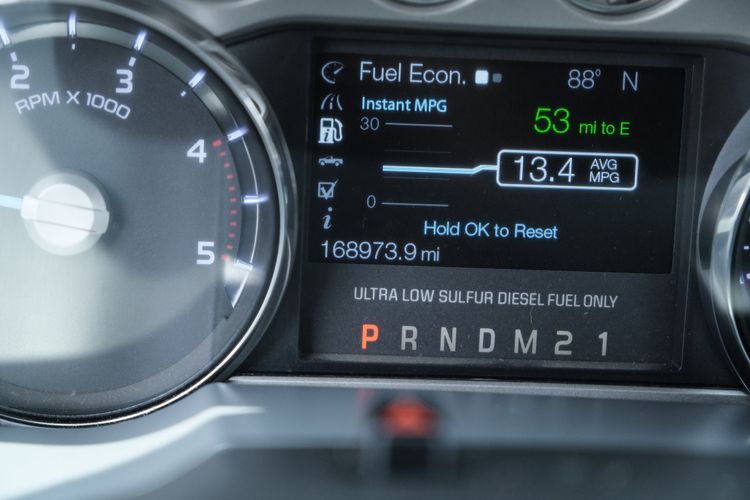 2
3
RPM X 1000
4
5
Fuel Econ.
88° N
Instant MPG
30
53 mi to E
13.4 AVG MPG
0
Hold OK to Reset
168973.9 mi
ULTRA LOW SULFUR DIESEL FUEL ONLY
P R N D M 2 1